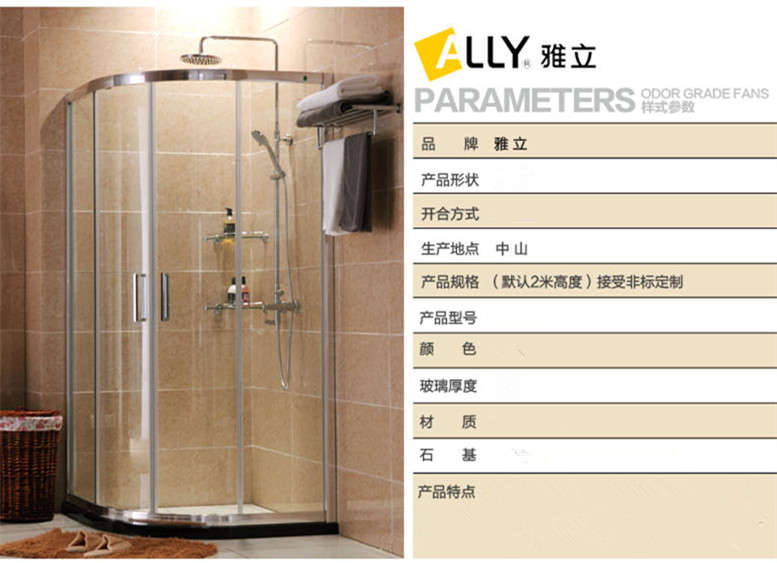 ALLY® 雅立
PARAMETERS ODOR GRADE FANS
样式参数
品 牌 雅 立
产品形状
开合方式
生产地点 中 山
产品规格 (默认2米高度)接受非标定制
产品型号
颜 色
玻璃厚度
材 质
石 基
产品特点